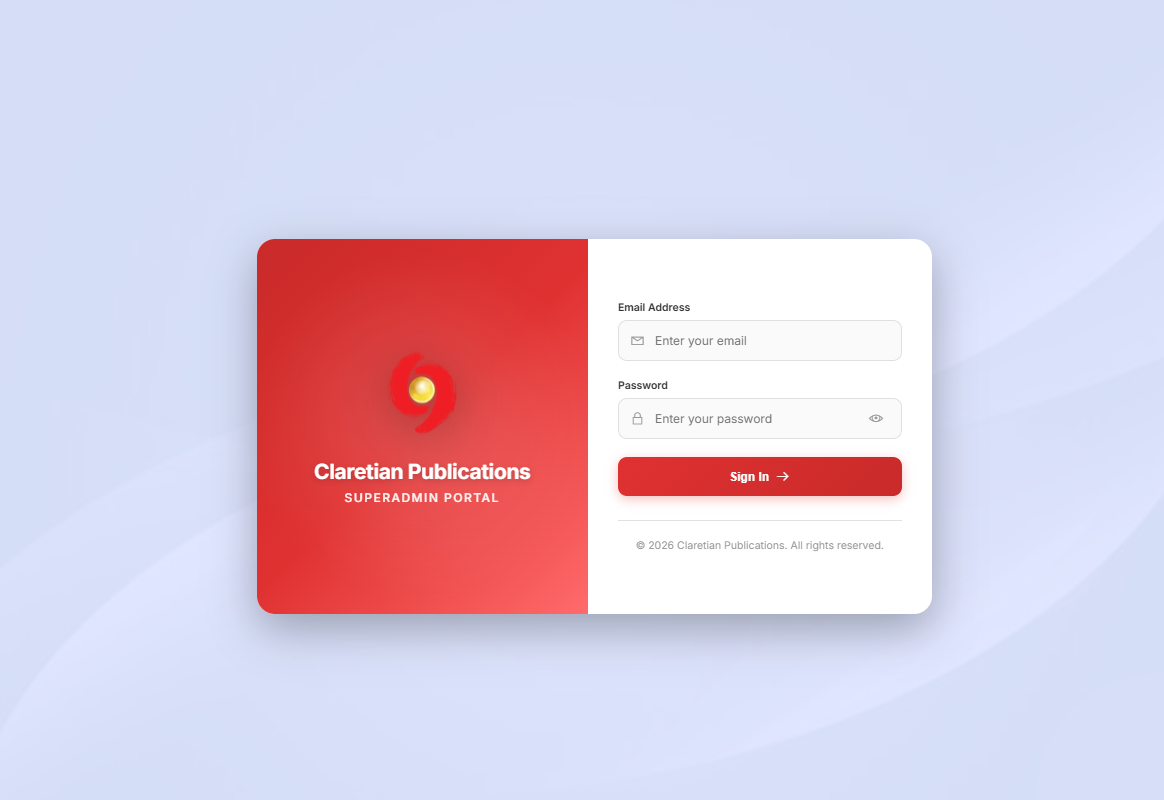 Claretian Publications
SUPERADMIN PORTAL
Email Address
Enter your email
Password
Enter your password
Sign In →
© 2026 Claretian Publications. All rights reserved.